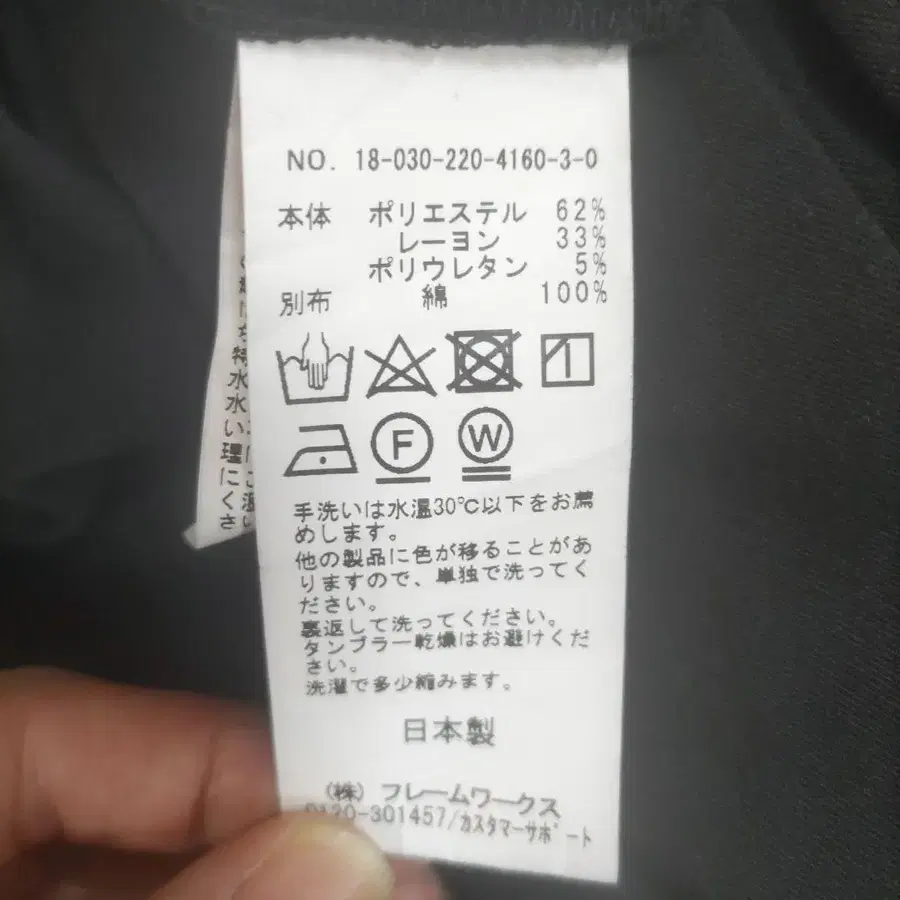 NO. 18-030-220-4160-3-0
本体 ポリエステル 62%
レーヨン 33%
ポリウレタン 5%
別布 綿 100%
F
W
手洗いは水温30℃以下をお薦
めします。
他の製品に色が移ることがあ
りますので、単独で洗ってく
ださい。
裏返して洗ってください。
タンブラー乾燥はお避けくだ
さい。
洗濯で多少縮みます。
日本製
(株) フレームワークス
0120-301457/カスタマーサポート